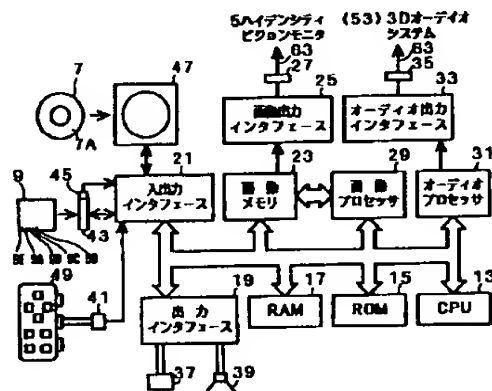 5ハイデンシティ
ビジョンモニタ
(53) 3Dオーディオ
システム
63
27
63
35
7
7A
47
25
画像出力
インタフェース
33
オーディオ出力
インタフェース
21
入出力
インタフェース
23
画像
メモリ
29
画像
プロセッサ
31
オーディオ
プロセッサ
9
45
43
9E 9A 9D 9C 9B
49
41
19
出力
インタフェース
17
RAM
15
ROM
13
CPU
37
39